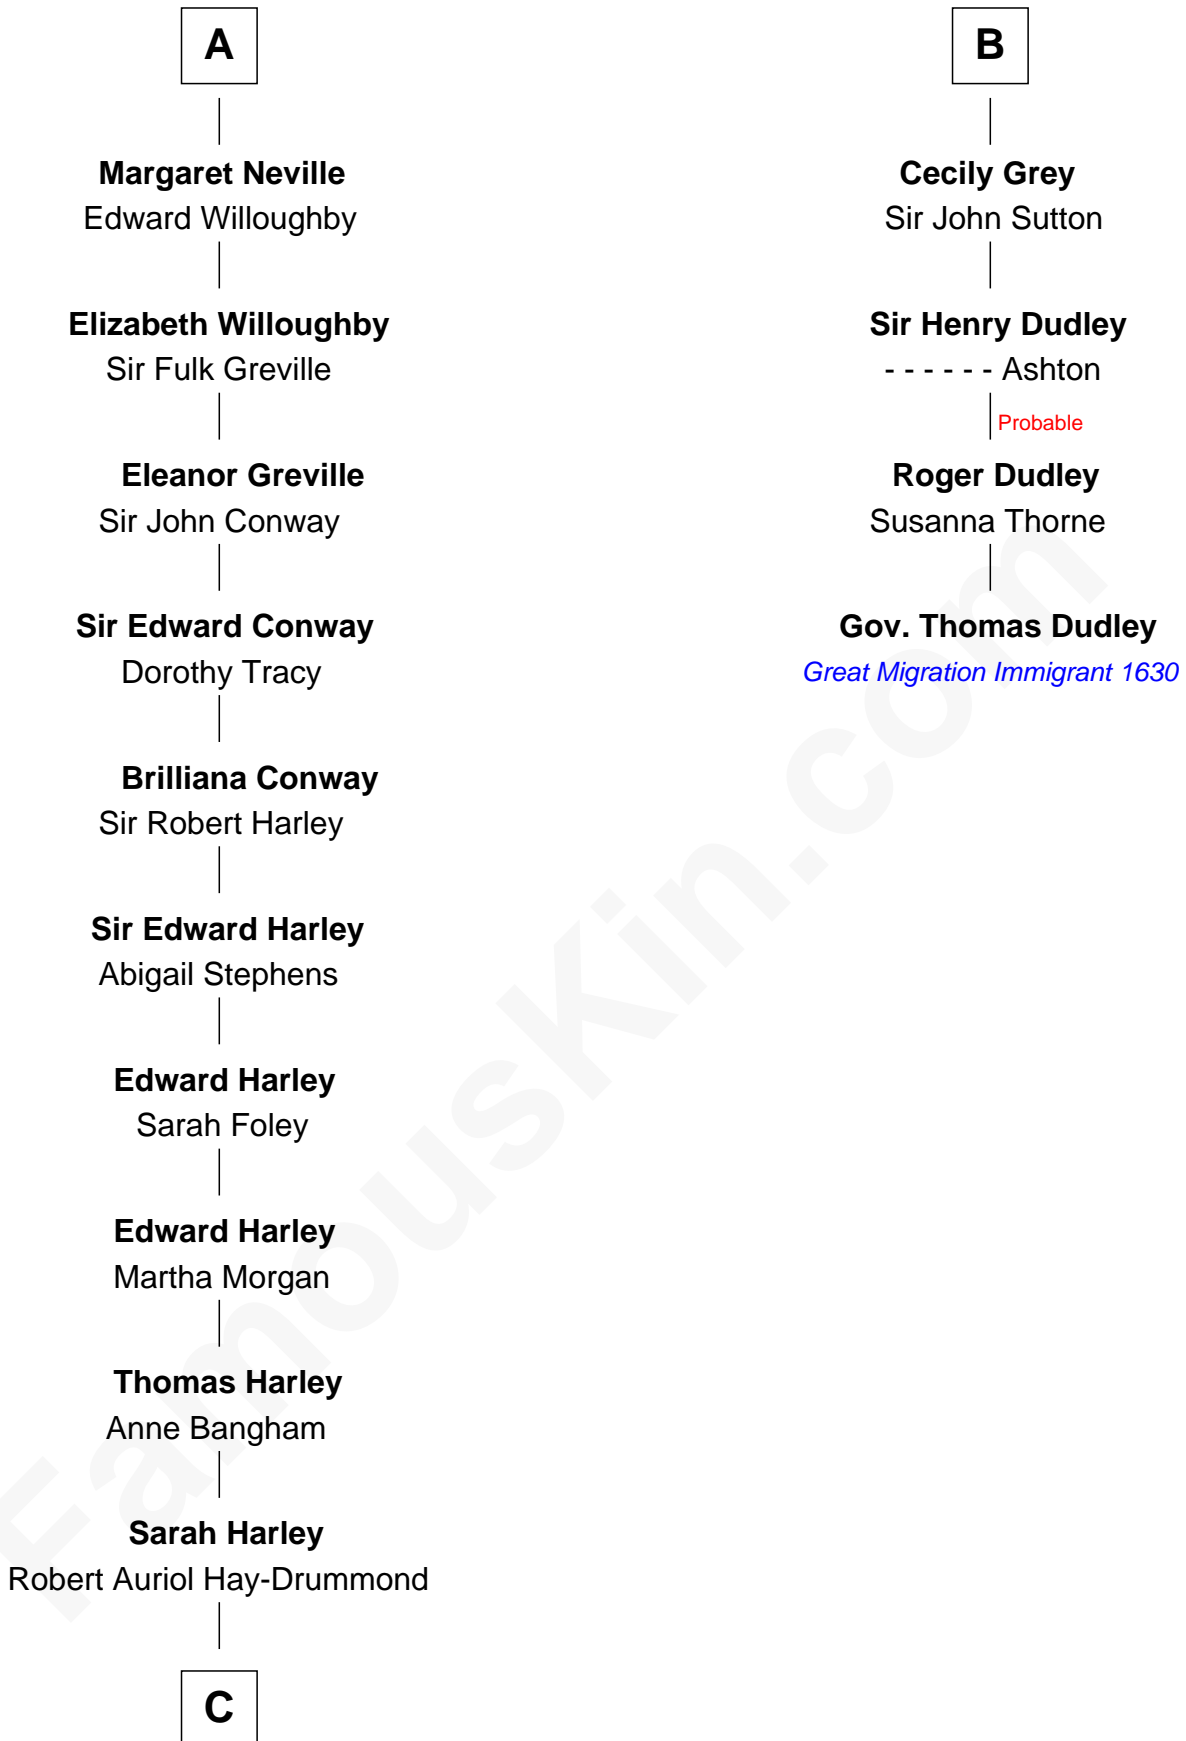 A
Margaret Neville
Edward Willoughby
Elizabeth Willoughby
Sir Fulk Greville
Eleanor Greville
Sir John Conway
Sir Edward Conway
Dorothy Tracy
Brilliana Conway
Sir Robert Harley
Sir Edward Harley
Abigail Stephens
Edward Harley
Sarah Foley
Edward Harley
Martha Morgan
Thomas Harley
Anne Bangham
Sarah Harley
Robert Auriol Hay-Drummond
C
B
Cecily Grey
Sir John Sutton
Sir Henry Dudley
- - - - - - Ashton
Probable
Roger Dudley
Susanna Thorne
Gov. Thomas Dudley
Great Migration Immigrant 1630
FamousKin.com